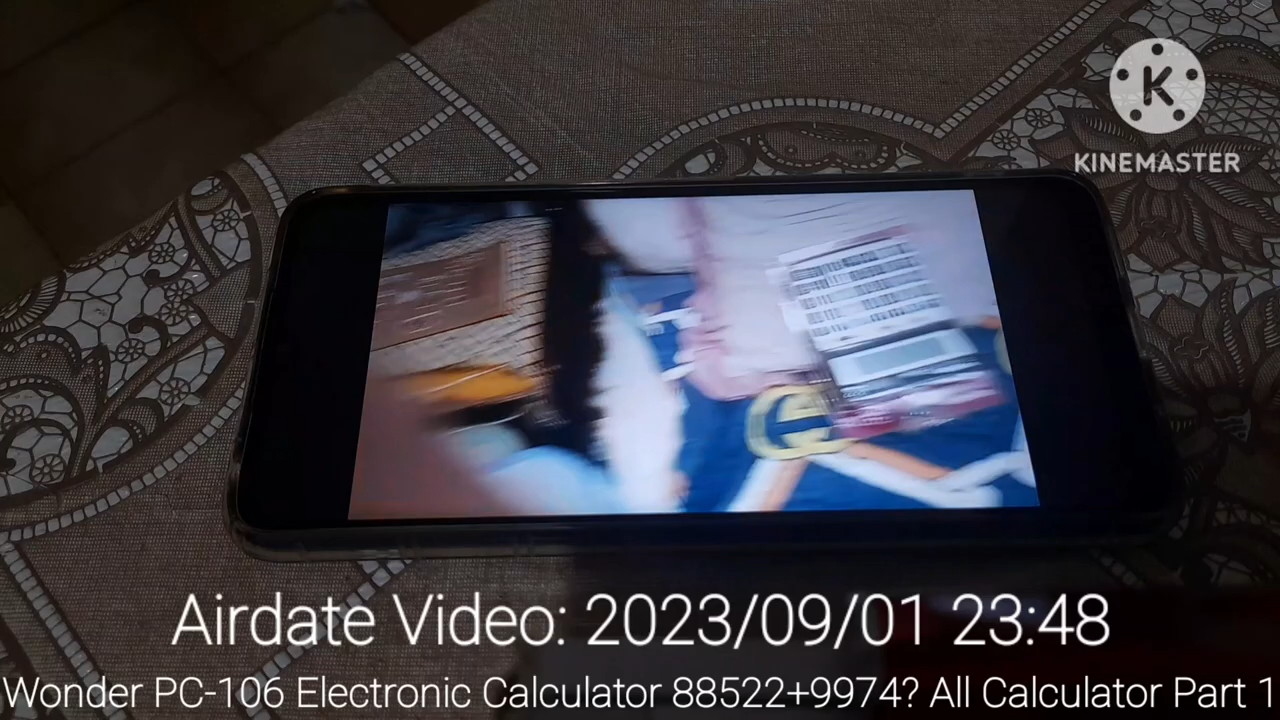 K
KINEMASTER
Airdate Video: 2023/09/01 23:48
Wonder PC-106 Electronic Calculator 88522+9974? All Calculator Part 1